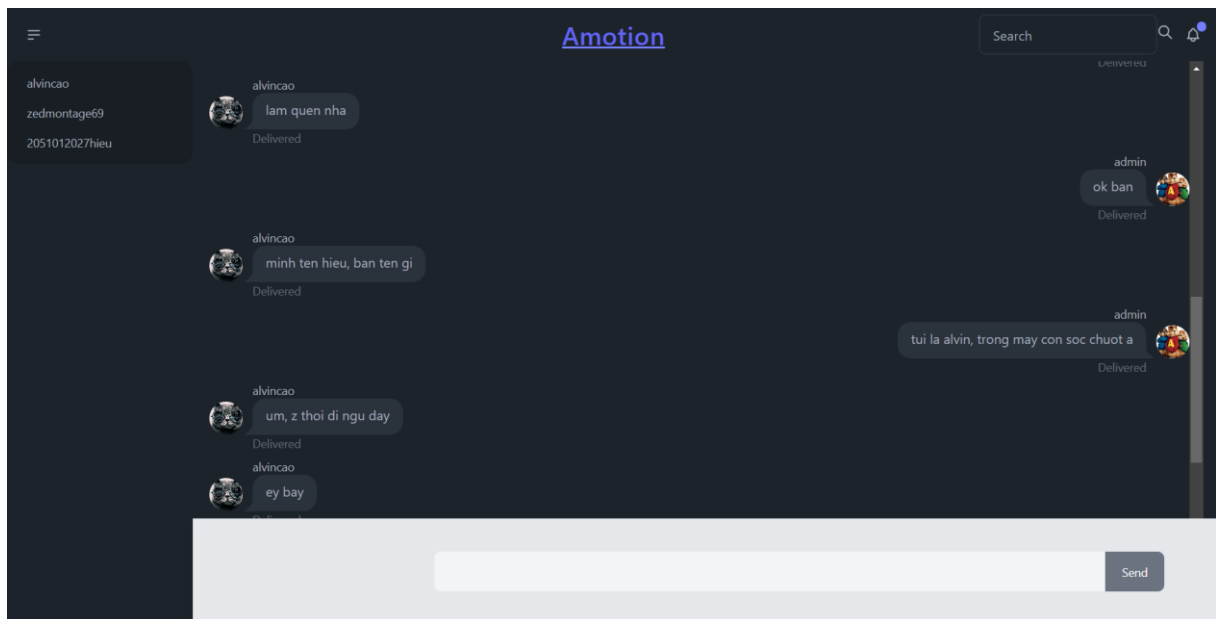 Amotion
Search
alvincao
zedmontage69
2051012027hieu
Delivered
alvincao
lam quen nha
Delivered
admin
ok ban
Delivered
alvincao
minh ten hieu, ban ten gi
Delivered
admin
tui la alvin, trong may con soc chuot a
Delivered
alvincao
um, z thoi di ngu day
Delivered
alvincao
ey bay
Send